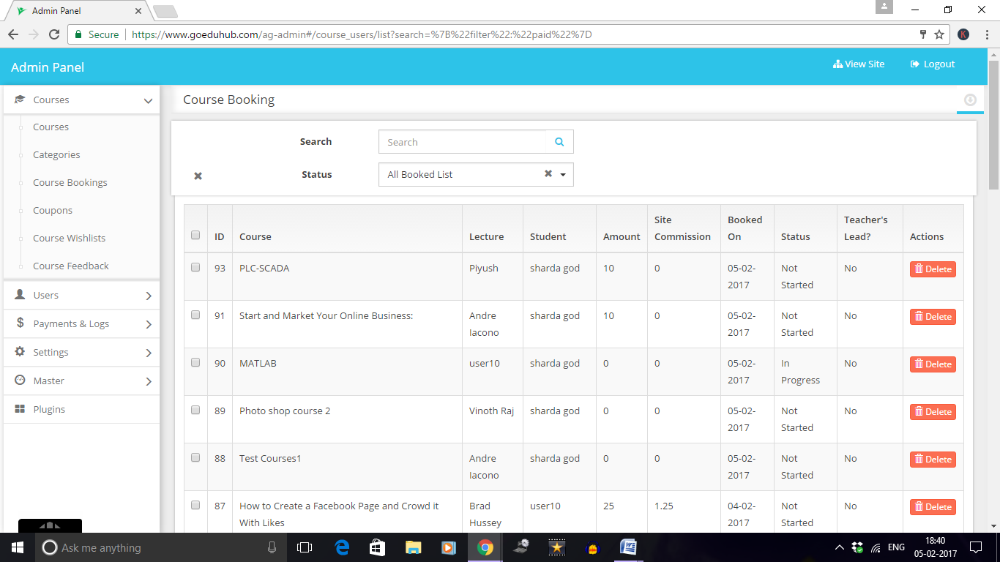 Admin Panel
Secure
https://www.goeduhub.com/ag-admin#/course_users/list?search=%7B%22filter%22:%22paid%22%7D
K
Admin Panel
View Site
Logout
Courses
Courses
Categories
Course Bookings
Coupons
Course Wishlists
Course Feedback
Users
Payments & Logs
Settings
Master
Plugins
Course Booking
Search
Search
Status
All Booked List
ID Course Lecture Student Amount Site Commission Booked On Status Teacher's Lead? Actions
93 PLC-SCADA Piyush sharda god 10 0 05-02-2017 Not Started No Delete
91 Start and Market Your Online Business: Andre Iacono sharda god 10 0 05-02-2017 Not Started No Delete
90 MATLAB user10 sharda god 0 0 05-02-2017 In Progress No Delete
89 Photo shop course 2 Vinoth Raj sharda god 0 0 05-02-2017 Not Started No Delete
88 Test Courses1 Andre Iacono sharda god 0 0 05-02-2017 Not Started No Delete
87 How to Create a Facebook Page and Crowd it With Likes Brad Hussey user10 25 1.25 04-02-2017 Not Started No Delete
Ask me anything
ENG
18:40
05-02-2017